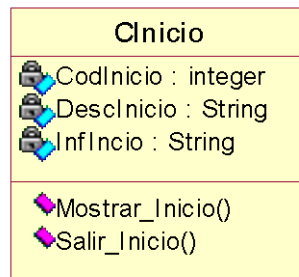 CInicio
CodInicio : integer
DescInicio : String
InfIncio : String
Mostrar_Inicio()
Salir_Inicio()